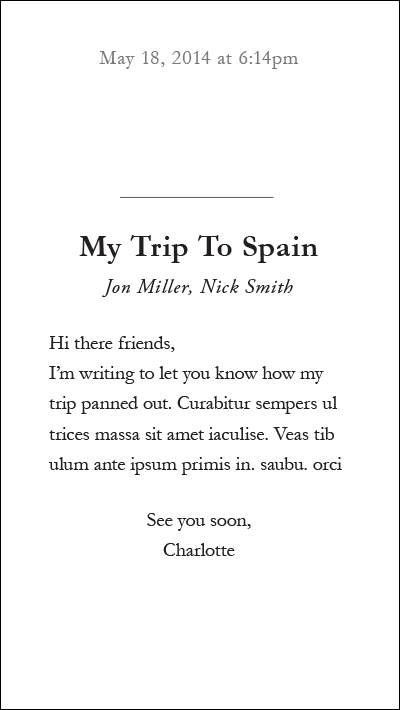 May 18, 2014 at 6:14pm
My Trip To Spain
Jon Miller, Nick Smith
Hi there friends,
I'm writing to let you know how my
trip panned out. Curabitur sempers ul
trices massa sit amet iaculise. Veas tib
ulum ante ipsum primis in. saubu. orci
See you soon,
Charlotte